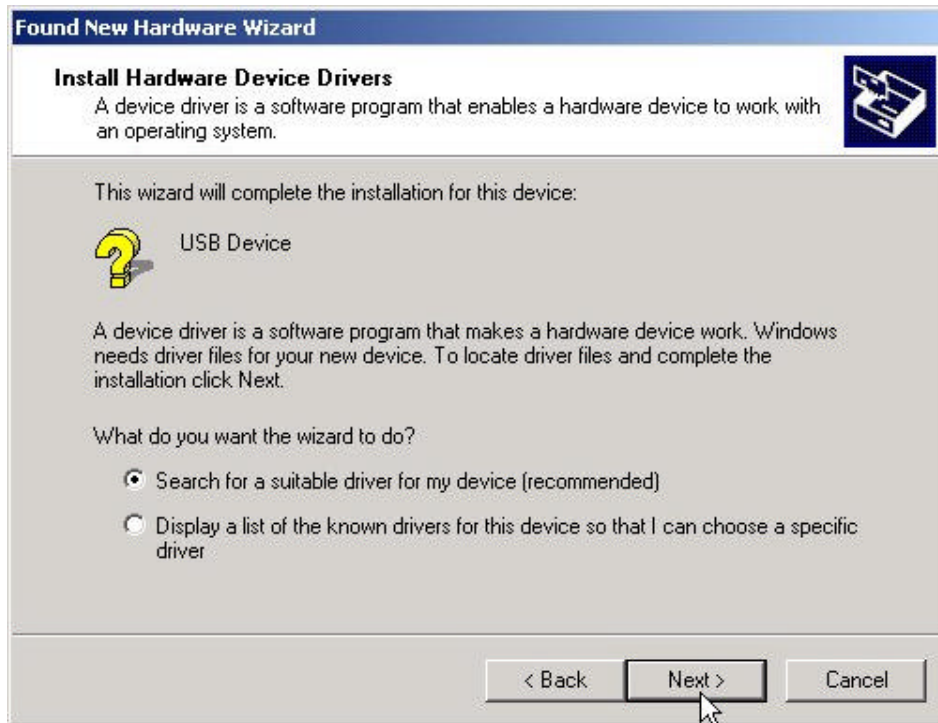 Found New Hardware Wizard
Install Hardware Device Drivers
A device driver is a software program that enables a hardware device to work with
an operating system.
This wizard will complete the installation for this device:
USB Device
A device driver is a software program that makes a hardware device work. Windows
needs driver files for your new device. To locate driver files and complete the
installation click Next.
What do you want the wizard to do?
Search for a suitable driver for my device (recommended)
Display a list of the known drivers for this device so that I can choose a specific
driver
< Back
Next >
Cancel